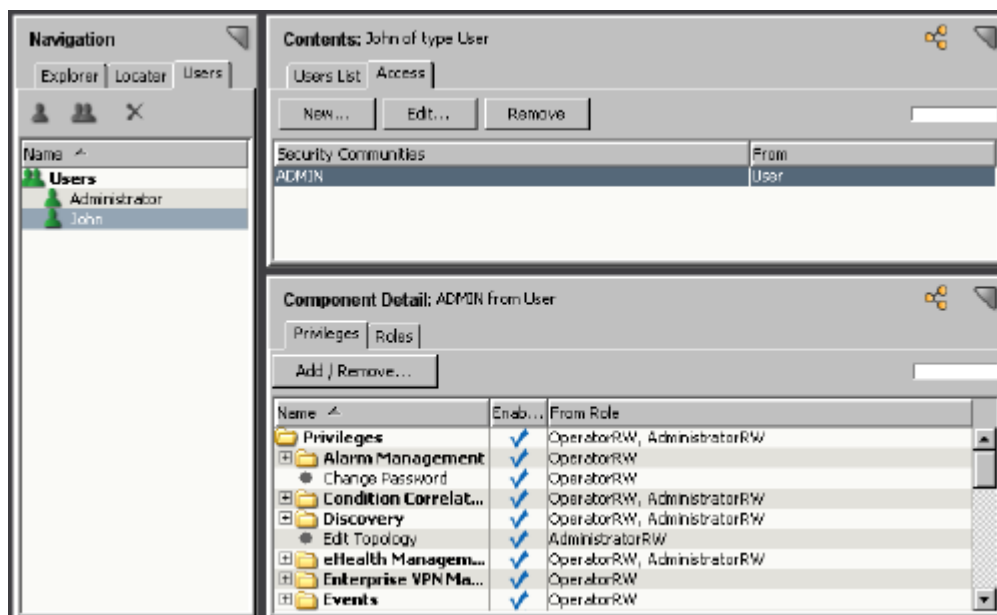 Navigation
Explorer Locater Users
Name
Users
Administrator
John
Contents: John of type User
Users List Access
New... Edit... Remove
Security Communities From
ADMIN User
Component Detail: ADMIN from User
Privileges Roles
Add / Remove...
Name Enab... From Role
Privileges OperatorRW, AdministratorRW
Alarm Management OperatorRW
Change Password OperatorRW
Condition Correlat... OperatorRW, AdministratorRW
Discovery OperatorRW, AdministratorRW
Edit Topology AdministratorRW
eHealth Managem... OperatorRW, AdministratorRW
Enterprise VPN Ma... OperatorRW
Events OperatorRW